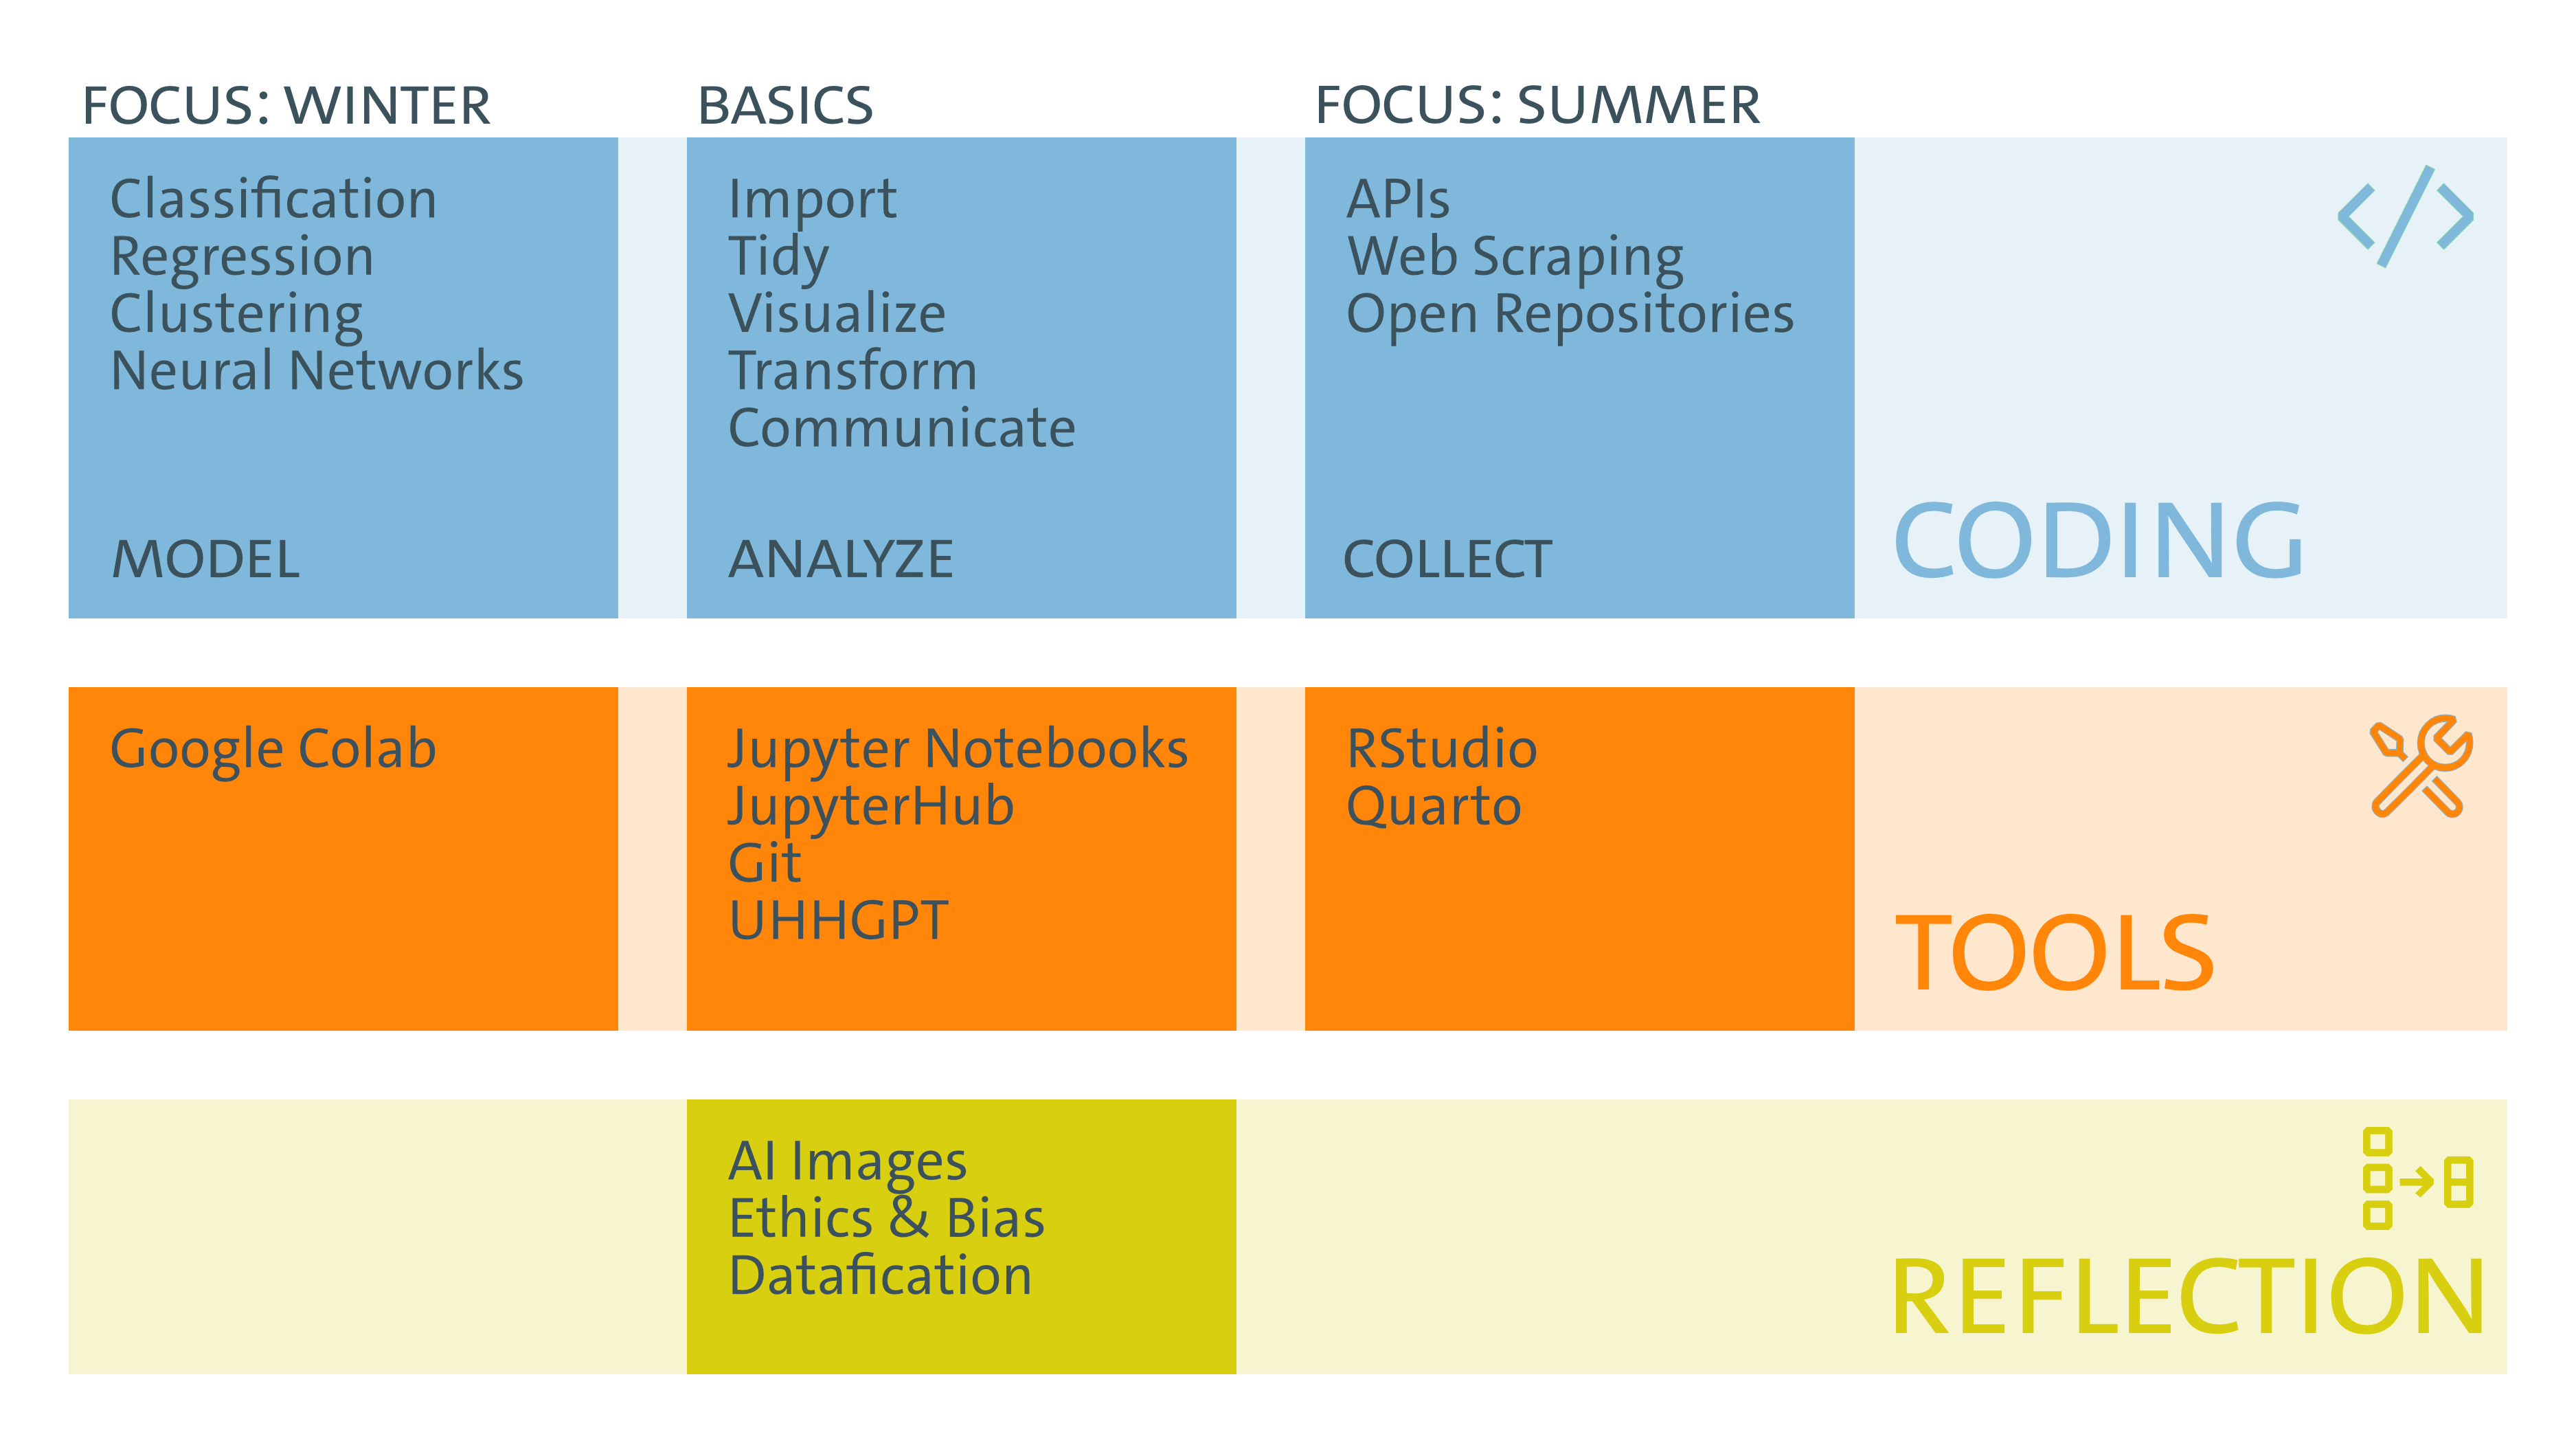 FOCUS: WINTER
BASICS
FOCUS: SUMMER
Classification
Regression
Clustering
Neural Networks
MODEL
Import
Tidy
Visualize
Transform
Communicate
ANALYZE
APIs
Web Scraping
Open Repositories
COLLECT
CODING
Google Colab
Jupyter Notebooks
JupyterHub
Git
UHHGPT
RStudio
Quarto
TOOLS
AI Images
Ethics & Bias
Datafication
REFLECTION